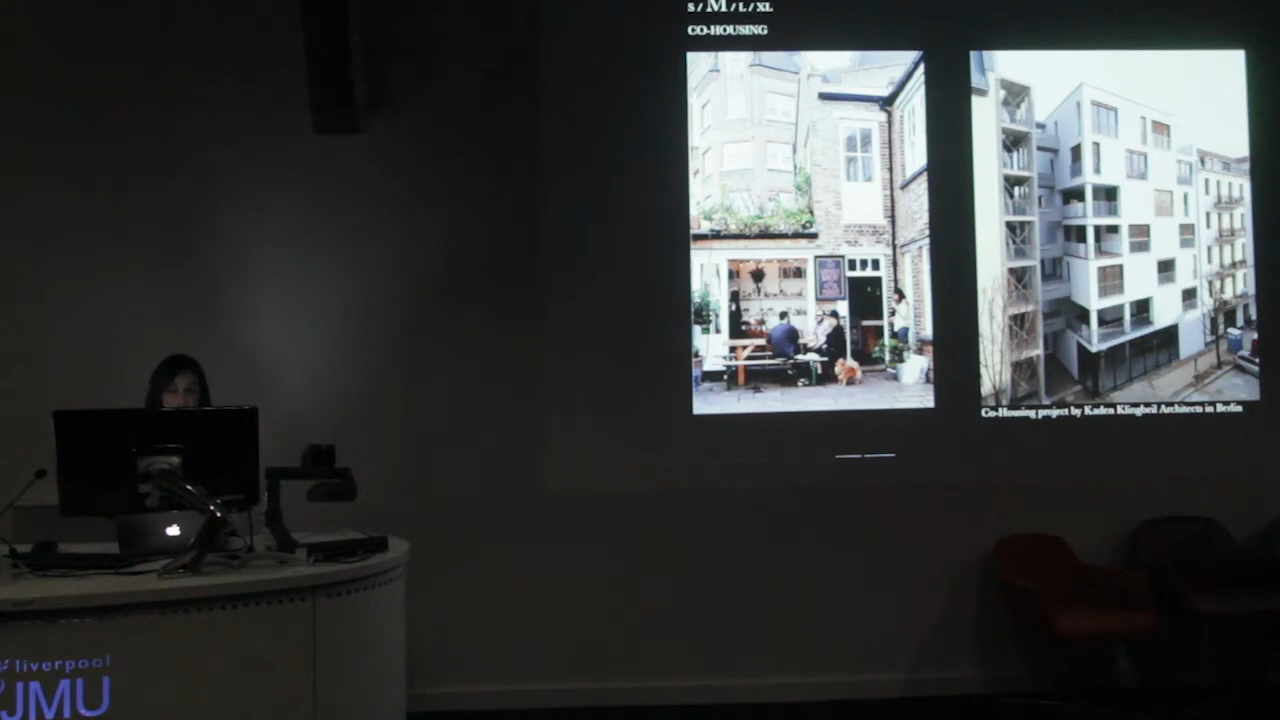 S / M / L / XL
CO-HOUSING
Co-Housing project by Kaden Klingbeil Architects in Berlin
liverpool
JMU